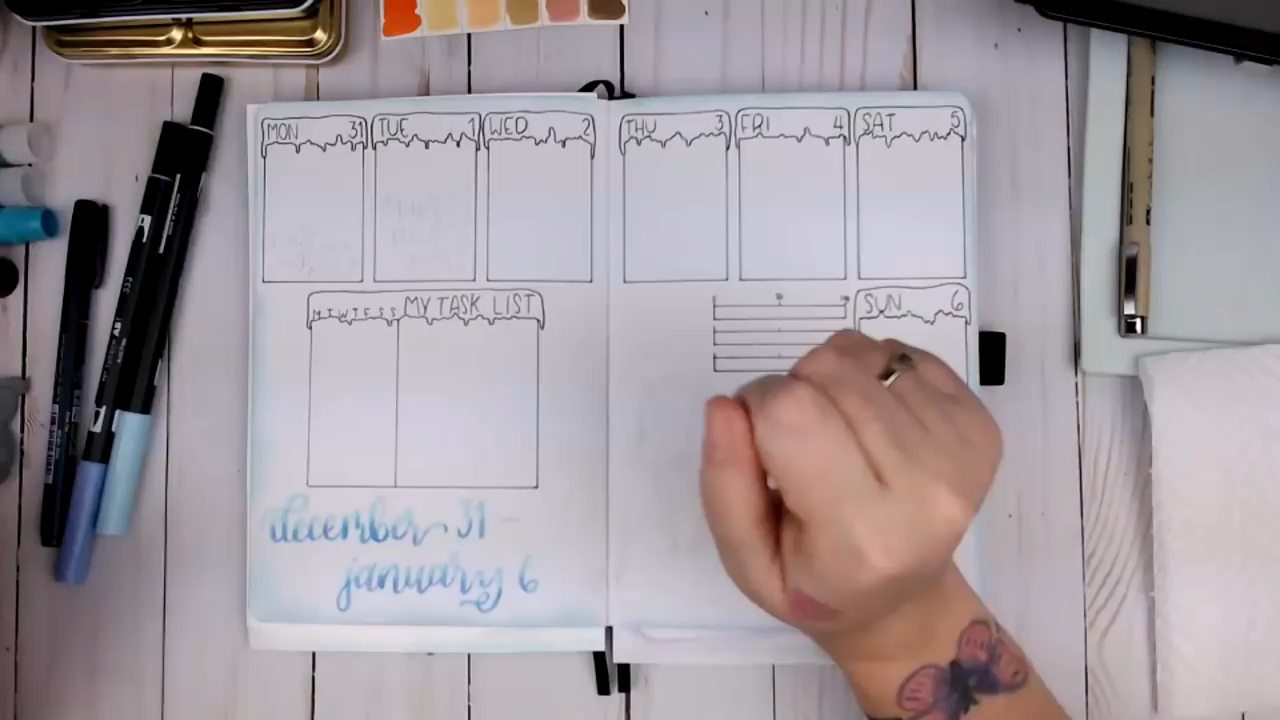 MON 31 TUE 1 WED 2 THU 3 FRI 4 SAT 5
MTWTFSS MY TASK LIST
SUN 6
december 31
january 6